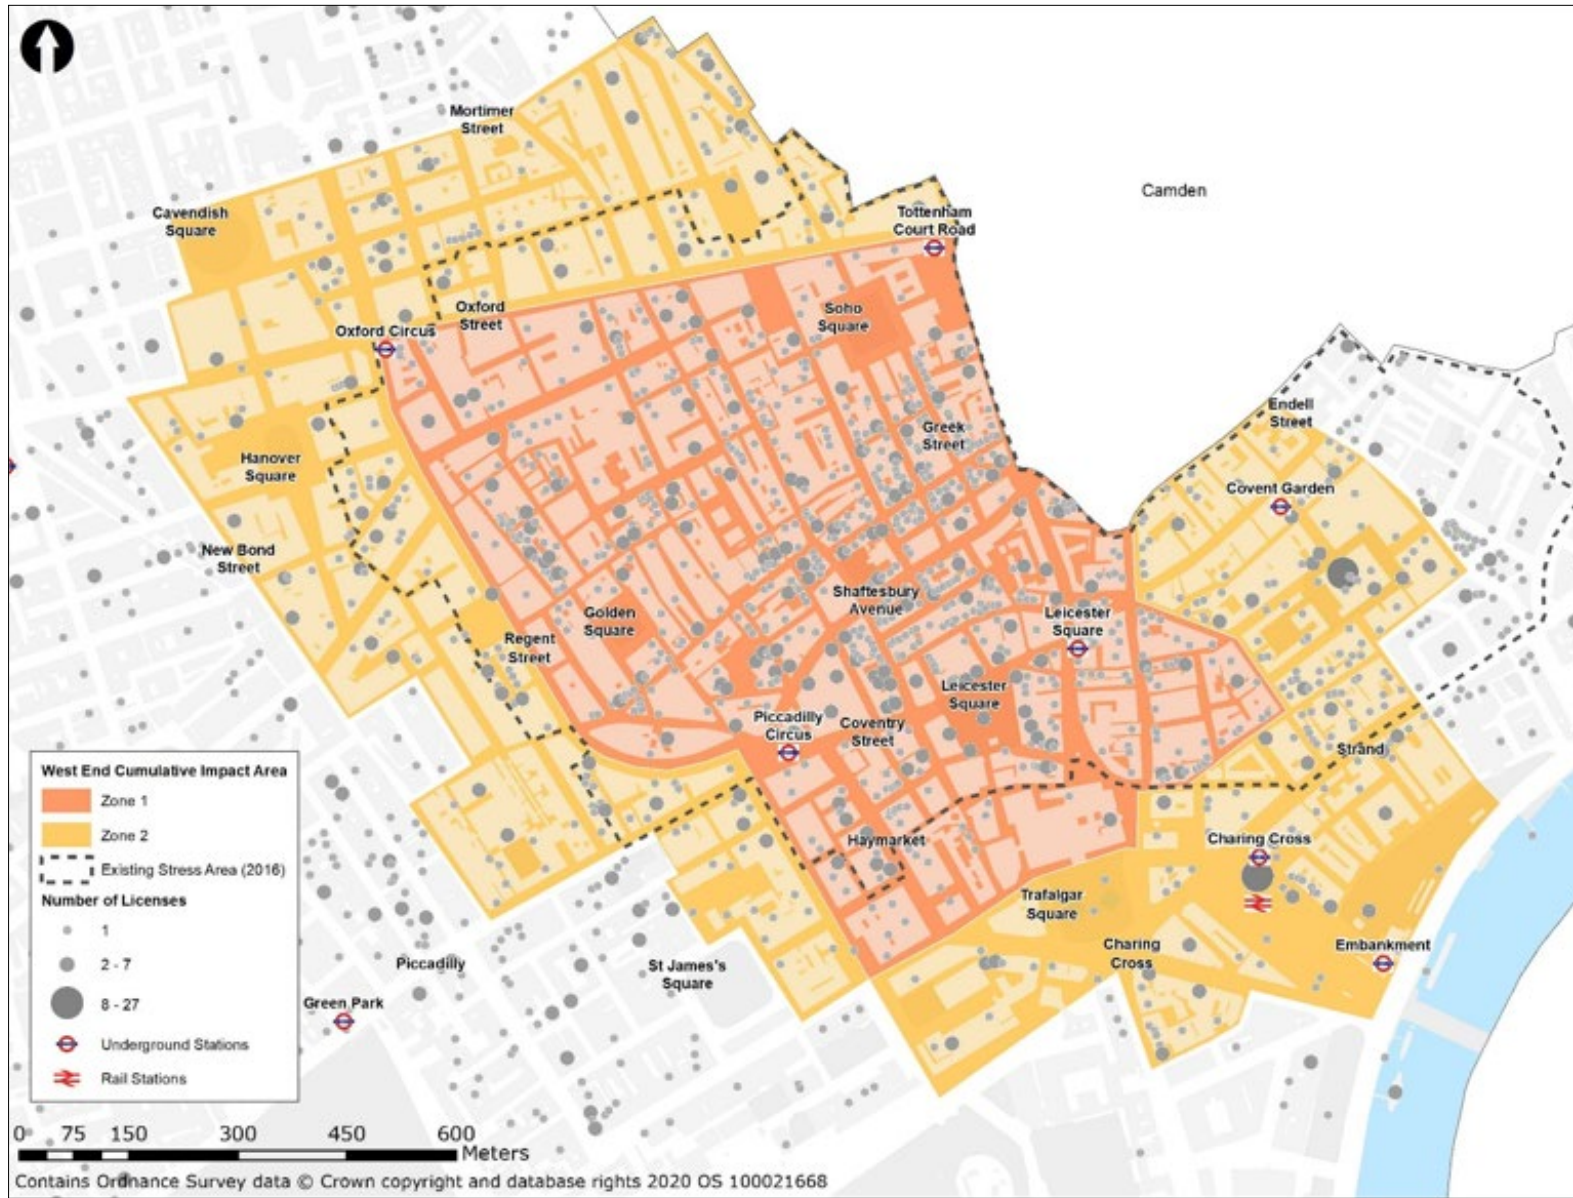 Mortimer
Street
Camden
Cavendish
Square
Tottenham
Court Road
Oxford
Street
Soho
Square
Oxford Circus
Endell
Street
Greek
Street
Hanover
Square
Covent Garden
New Bond
Street
Shaftesbury
Avenue
Golden
Square
Leicester
Square
Regent
Street
Leicester
Square
Piccadilly
Circus
Coventry
Street
Strand
Haymarket
Charing Cross
Trafalgar
Square
Charing
Cross
Embankment
Piccadilly
St James's
Square
Green Park
West End Cumulative Impact Area
Zone 1
Zone 2
Existing Stress Area (2016)
Number of Licenses
1
2 - 7
8 - 27
Underground Stations
Rail Stations
0 75 150 300 450 600
Meters
Contains Ordnance Survey data © Crown copyright and database rights 2020 OS 100021668